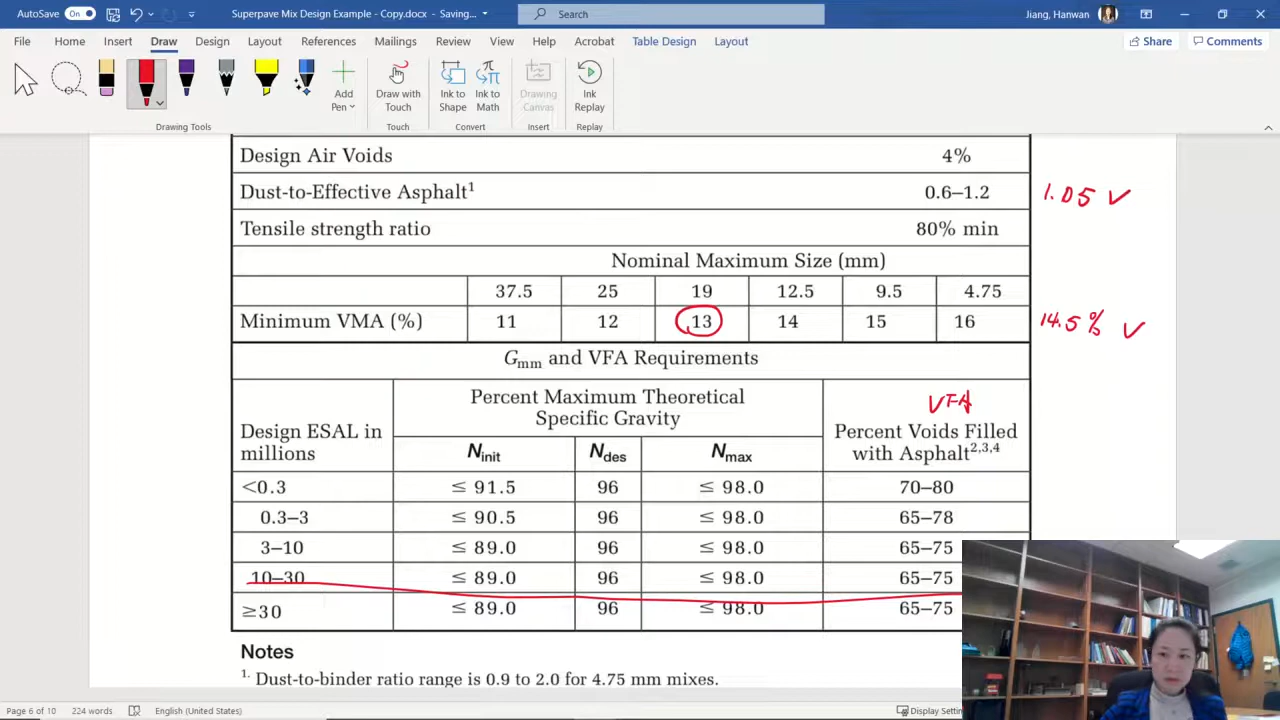 AutoSave On Superpave Mix Design Example - Copy.docx - Saving... Search Jiang, Hanwan
File Home Draw Insert Design Layout References Mailings Review View Help Acrobat Table Design Layout Share Comments
Add Pen Draw with Touch Ink to Shape Ink to Math Drawing Canvas Ink Replay
Drawing Tools Touch Convert Insert Replay
Design Air Voids 4%
Dust-to-Effective Asphalt1 0.6–1.2 1.05 ✓
Tensile strength ratio 80% min
Nominal Maximum Size (mm)
37.5 25 19 12.5 9.5 4.75
Minimum VMA (%) 11 12 13 14 15 16 14.5% ✓
Gmm and VFA Requirements
Percent Maximum Theoretical
Specific Gravity
VFA
Design ESAL in
millions
Ninit Ndes Nmax
Percent Voids Filled
with Asphalt2,3,4
<0.3 ≤ 91.5 96 ≤ 98.0 70–80
0.3–3 ≤ 90.5 96 ≤ 98.0 65–78
3–10 ≤ 89.0 96 ≤ 98.0 65–75
10–30 ≤ 89.0 96 ≤ 98.0 65–75
≥30 ≤ 89.0 96 ≤ 98.0 65–75
Notes
1. Dust-to-binder ratio range is 0.9 to 2.0 for 4.75 mm mixes.
Page 6 of 10 224 words English (United States) Display Settin